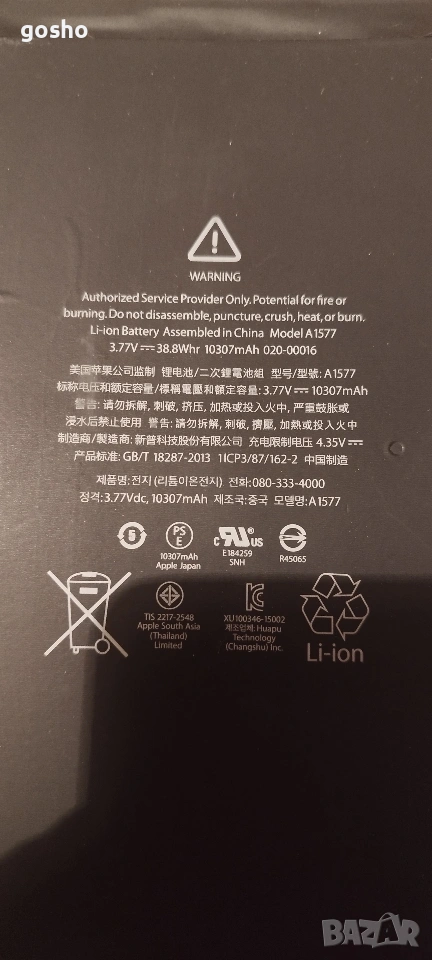 gosho
WARNING
Authorized Service Provider Only. Potential for fire or
burning. Do not disassemble, puncture, crush, heat, or burn.
Li-ion Battery Assembled in China Model A1577
3.77V⎓38.8Whr 10307mAh 020-00016
美国苹果公司监制 锂电池/二次鋰電池組 型号/型號: A1577
标称电压和额定容量/標稱電壓和額定容量: 3.77V⎓10307mAh
警告: 请勿拆解, 刺破, 挤压, 加热或投入火中, 严重鼓胀或
浸水后禁止使用 警告: 請勿拆解, 刺破, 擠壓, 加熱或投入火中
制造商/製造商: 新普科技股份有限公司 充电限制电压 4.35V⎓
产品标准: GB/T 18287-2013 1ICP3/87/162-2 中国制造
제품명: 전지 (리튬이온전지) 전화: 080-333-4000
정격: 3.77Vdc, 10307mAh 제조국: 중국 모델명: A1577
5
PS
E
10307mAh
Apple Japan
c RU US
E184259
SNH
R45065
TIS 2217-2548
Apple South Asia
(Thailand)
Limited
XU100346-15002
제조업체: Huapu
Technology
(Changshu) Inc.
Li-ion
BAZAR